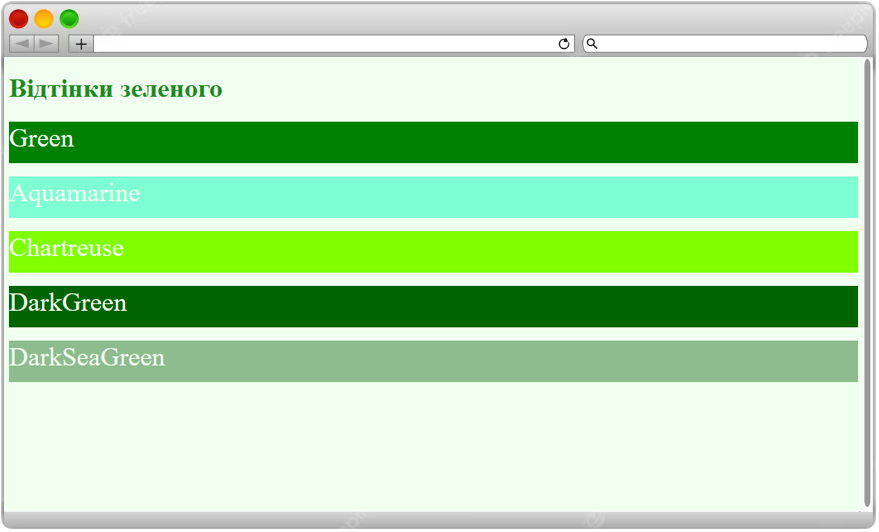 Відтінки зеленого
Green
Aquamarine
Chartreuse
DarkGreen
DarkSeaGreen